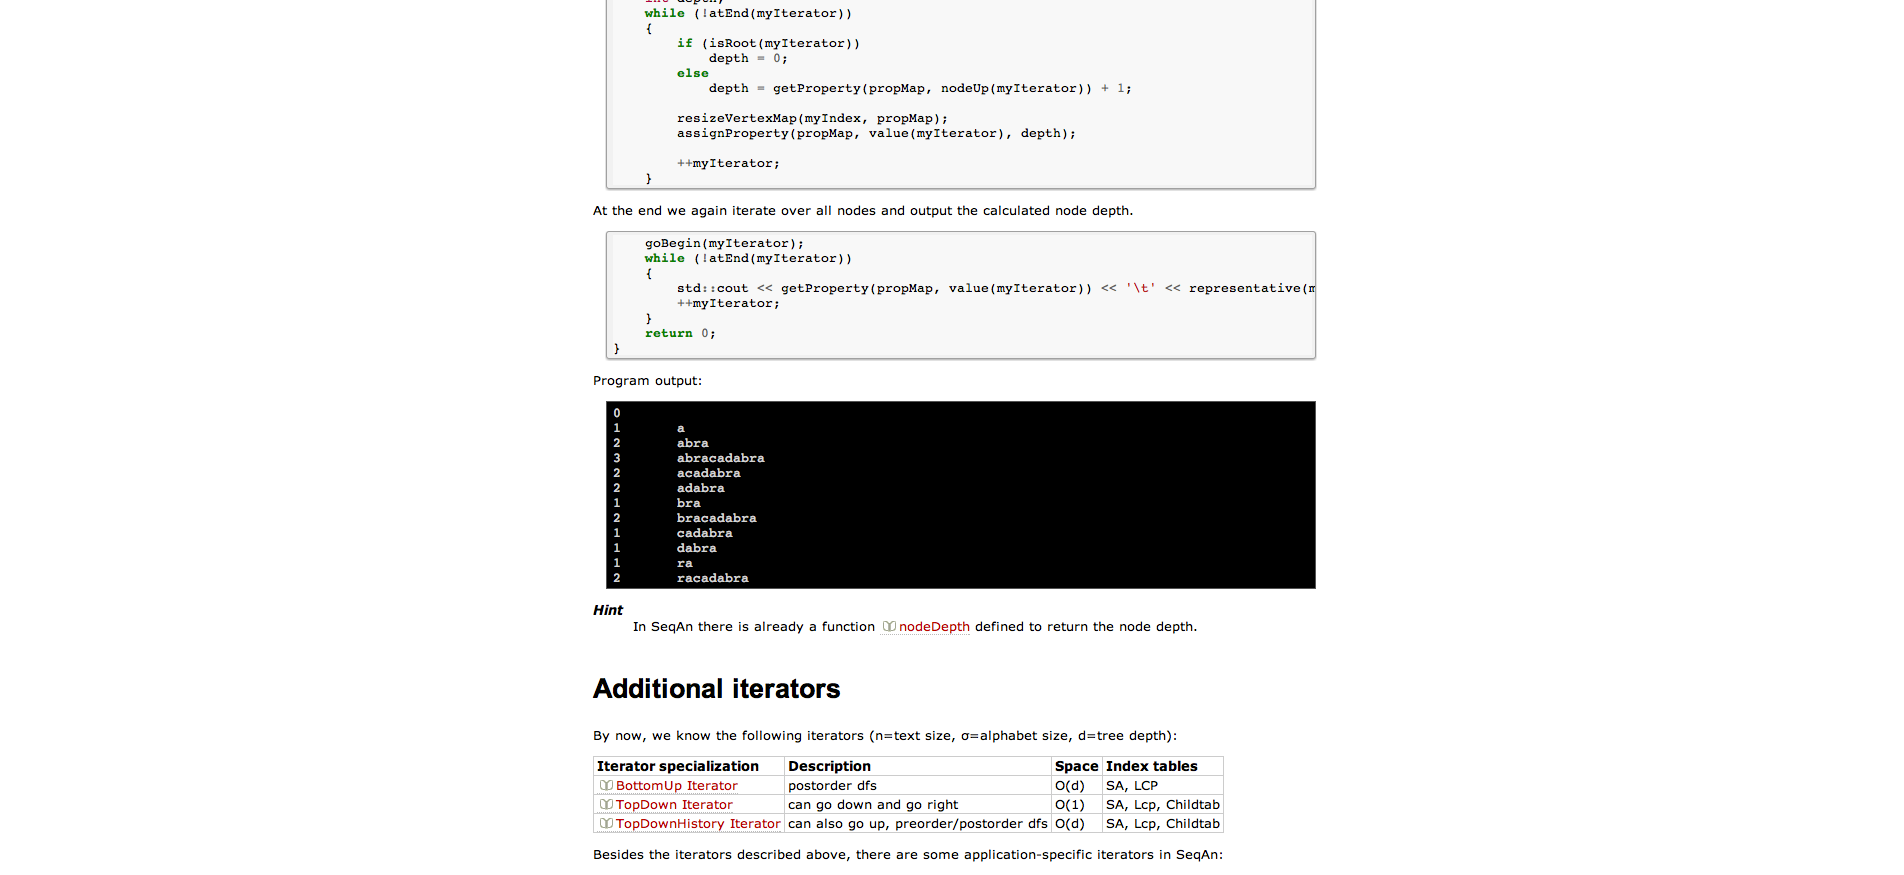 int depth;
while (!atEnd(myIterator))
{
if (isRoot(myIterator))
depth = 0;
else
depth = getProperty(propMap, nodeUp(myIterator)) + 1;
resizeVertexMap(myIndex, propMap);
assignProperty(propMap, value(myIterator), depth);
++myIterator;
}
At the end we again iterate over all nodes and output the calculated node depth.
goBegin(myIterator);
while (!atEnd(myIterator))
{
std::cout << getProperty(propMap, value(myIterator)) << '\t' << representative(m
++myIterator;
}
return 0;
}
Program output:
0
1 a
2 abra
3 abracadabra
2 acadabra
2 adabra
1 bra
2 bracadabra
1 cadabra
1 dabra
1 ra
2 racadabra
Hint
In SeqAn there is already a function nodeDepth defined to return the node depth.
Additional iterators
By now, we know the following iterators (n=text size, σ=alphabet size, d=tree depth):
Iterator specialization Description Space Index tables
BottomUp Iterator postorder dfs O(d) SA, LCP
TopDown Iterator can go down and go right O(1) SA, Lcp, Childtab
TopDownHistory Iterator can also go up, preorder/postorder dfs O(d) SA, Lcp, Childtab
Besides the iterators described above, there are some application-specific iterators in SeqAn: